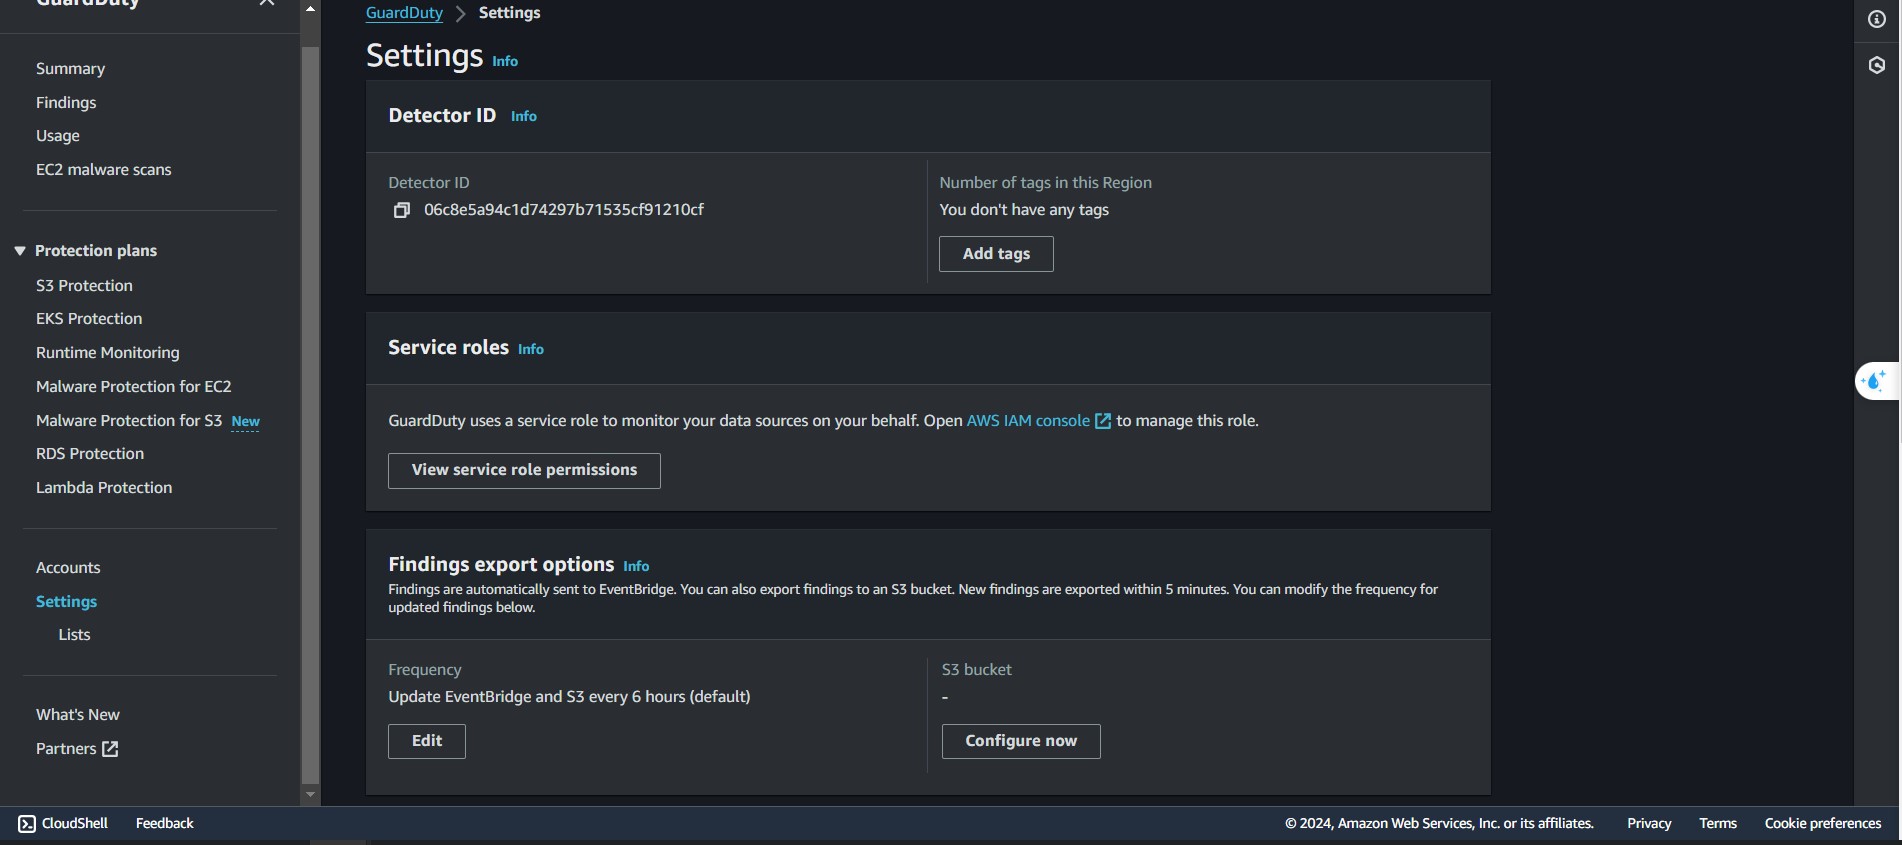 GuardDuty
Summary
Findings
Usage
EC2 malware scans
Protection plans
S3 Protection
EKS Protection
Runtime Monitoring
Malware Protection for EC2
Malware Protection for S3 New
RDS Protection
Lambda Protection
Accounts
Settings
Lists
What's New
Partners
GuardDuty > Settings
Settings Info
Detector ID Info
Detector ID
06c8e5a94c1d74297b71535cf91210cf
Number of tags in this Region
You don't have any tags
Add tags
Service roles Info
GuardDuty uses a service role to monitor your data sources on your behalf. Open AWS IAM console to manage this role.
View service role permissions
Findings export options Info
Findings are automatically sent to EventBridge. You can also export findings to an S3 bucket. New findings are exported within 5 minutes. You can modify the frequency for
updated findings below.
Frequency
Update EventBridge and S3 every 6 hours (default)
Edit
S3 bucket
-
Configure now
CloudShell Feedback © 2024, Amazon Web Services, Inc. or its affiliates. Privacy Terms Cookie preferences